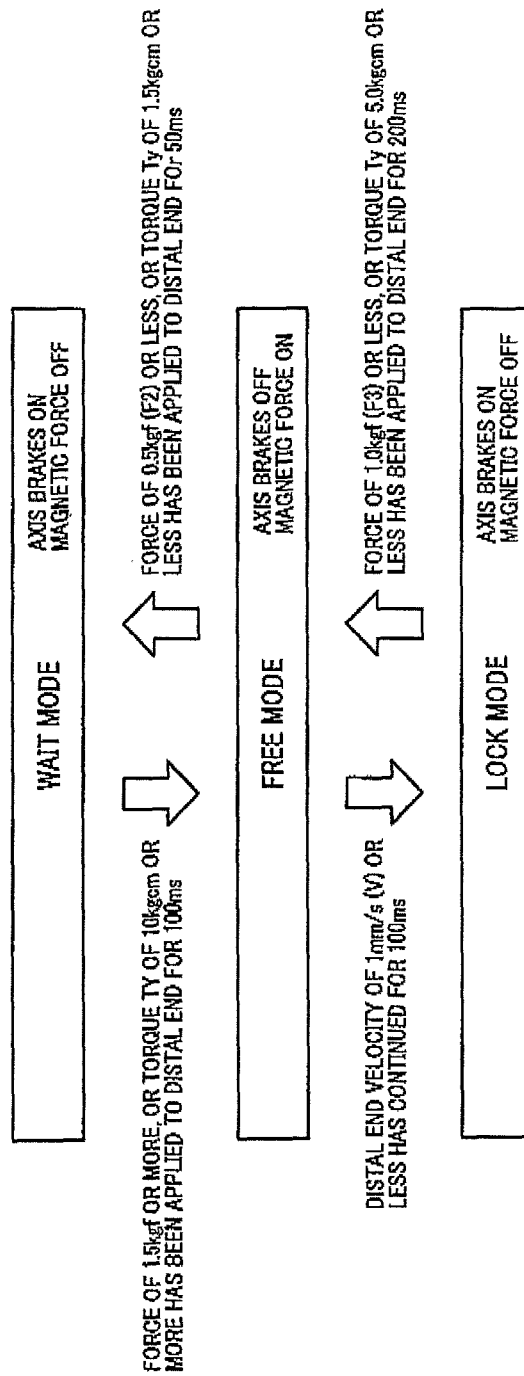 WAIT MODE
AXIS BRAKES ON
MAGNETIC FORCE OFF
FORCE OF 1.5kgf OR MORE, OR TORQUE TY OF 10kgcm OR
MORE HAS BEEN APPLIED TO DISTAL END FOR 100ms
FORCE OF 0.5kgf (F2) OR LESS, OR TORQUE Ty OF 1.5kgcm OR
LESS HAS BEEN APPLIED TO DISTAL END FOr 50ms
FREE MODE
AXIS BRAKES OFF
MAGNETIC FORCE ON
DISTAL END VELOCITY OF 1mm/s (V) OR
LESS HAS CONTINUED FOR 100ms
FORCE OF 1.0kgf (F3) OR LESS, OR TORQUE Ty OF 5.0kgcm OR
LESS HAS BEEN APPLIED TO DISTAL END FOR 200ms
LOCK MODE
AXIS BRAKES ON
MAGNETIC FORCE OFF